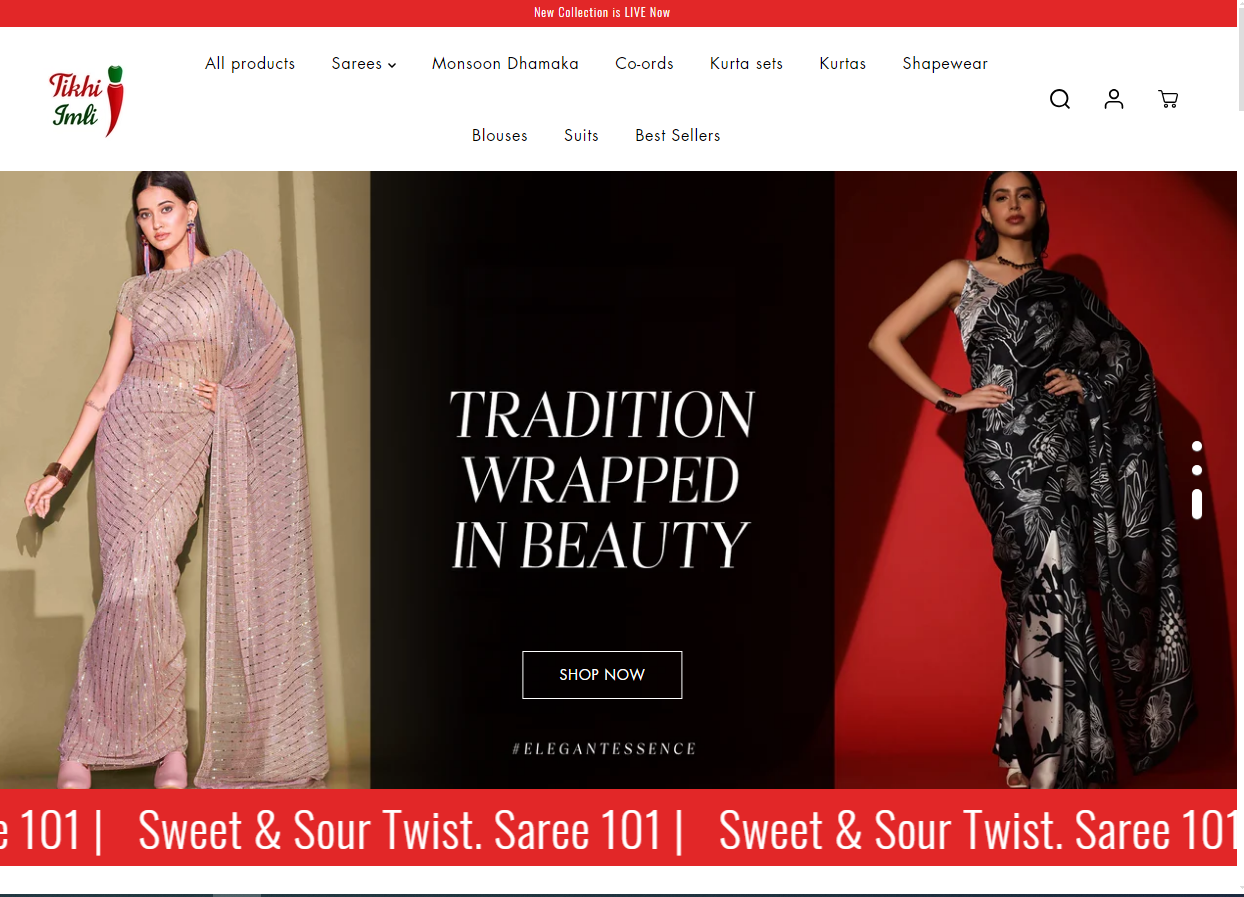 New Collection is LIVE Now
Tikhi
Imli
All products Sarees Monsoon Dhamaka Co-ords Kurta sets Kurtas Shapewear
Blouses Suits Best Sellers
TRADITION
WRAPPED
IN BEAUTY
SHOP NOW
#ELEGANTESSENCE
e 101 | Sweet & Sour Twist. Saree 101 | Sweet & Sour Twist. Saree 101